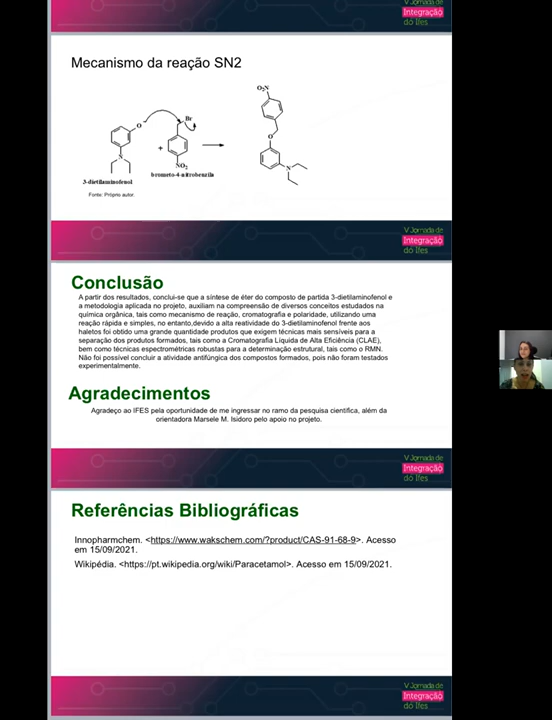 V Jornada de
Integração
do Ifes
Mecanismo da reação SN2
O₂N
O
Br
+
O
N
NO₂
N
3-dietilaminofenol
brometo-4-nitrobenzila
Fonte: Próprio autor.
V Jornada de
Integração
do Ifes
Conclusão
A partir dos resultados, conclui-se que a síntese de éter do composto de partida 3-dietilaminofenol e
a metodologia aplicada no projeto, auxiliam na compreensão de diversos conceitos estudados na
química orgânica, tais como mecanismo de reação, cromatografia e polaridade, utilizando uma
reação rápida e simples, no entanto,devido a alta reatividade do 3-dietilaminofenol frente aos
haletos foi obtido uma grande quantidade produtos que exigem técnicas mais sensíveis para a
separação dos produtos formados, tais como a Cromatografia Líquida de Alta Eficiência (CLAE),
bem como técnicas espectrométricas robustas para a determinação estrutural, tais como o RMN.
Não foi possível concluir a atividade antifúngica dos compostos formados, pois não foram testados
experimentalmente.
Agradecimentos
Agradeço ao IFES pela oportunidade de me ingressar no ramo da pesquisa cientifica, além da
orientadora Marsele M. Isidoro pelo apoio no projeto.
V Jornada de
Integração
do Ifes
Referências Bibliográficas
Innopharmchem. <https://www.wakschem.com/?product/CAS-91-68-9>. Acesso
em 15/09/2021.
Wikipédia. <https://pt.wikipedia.org/wiki/Paracetamol>. Acesso em 15/09/2021.
V Jornada de
Integração
do Ifes